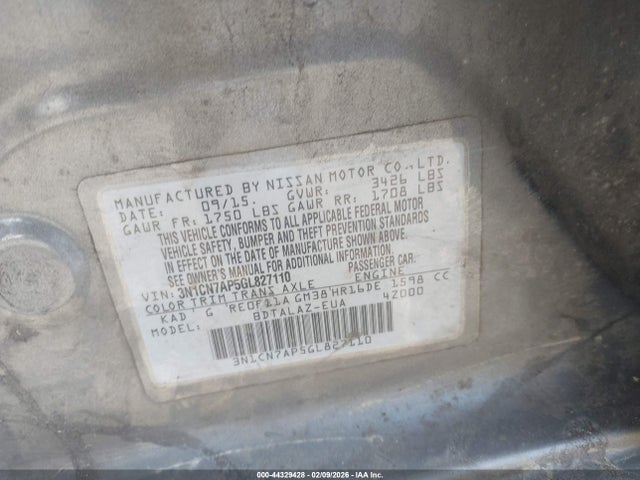 MANUFACTURED BY NISSAN MOTOR CO., LTD.
DATE: 09/15. GVWR: 3426 LBS
GAWR FR: 1750 LBS GAWR RR: 1708 LBS
THIS VEHICLE CONFORMS TO ALL APPLICABLE FEDERAL MOTOR
VEHICLE SAFETY, BUMPER AND THEFT PREVENTION STANDARDS
IN EFFECT ON THE DATE OF MANUFACTURE SHOWN ABOVE.
SEE OWNER'S MANUAL FOR ADDITIONAL INFORMATION
VIN: 3N1CN7AP5GL827110 PASSENGER CAR
COLOR TRIM TRANS AXLE ENGINE
KAD G RE0F11A GM38 HR16DE 1598 CC
MODEL: BDTALAZ-EUA 42000
3N1CN7AP5GL827110
000-44329428 | 02/09/2026 | IAA Inc.